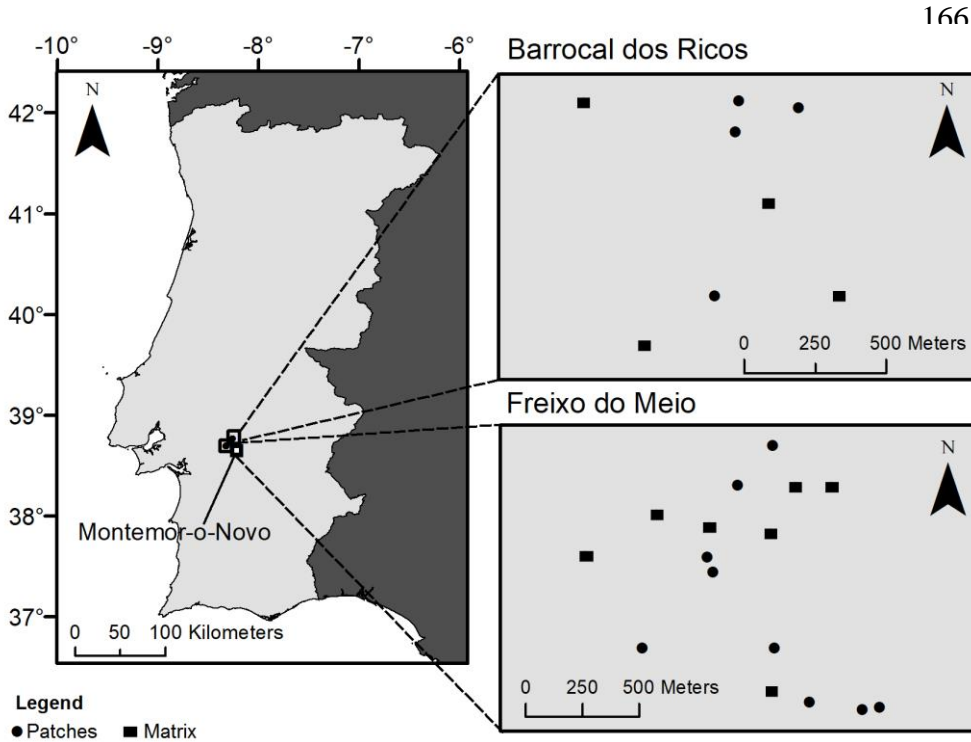 166
-10° -9° -8° -7° -6°
N
42°
41°
40°
39°
38°
37°
Montemor-o-Novo
0 50 100 Kilometers
Barrocal dos Ricos
N
0 250 500 Meters
Freixo do Meio
N
0 250 500 Meters
Legend
Patches Matrix